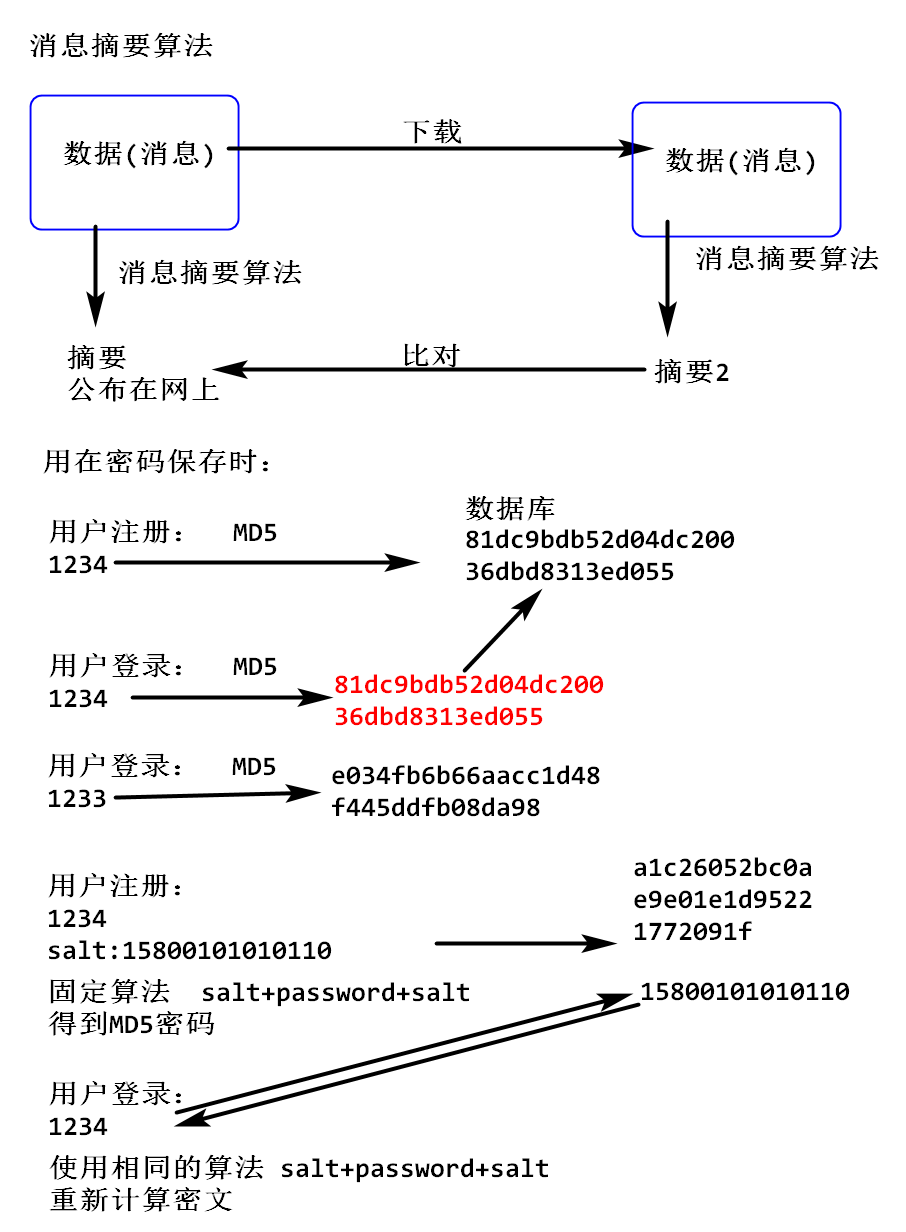 消息摘要算法
数据(消息)
下载
数据(消息)
消息摘要算法
消息摘要算法
摘要
公布在网上
比对
摘要2
用在密码保存时：
用户注册： MD5
1234
数据库
81dc9bdb52d04dc200
36dbd8313ed055
用户登录： MD5
1234
81dc9bdb52d04dc200
36dbd8313ed055
用户登录： MD5
1233
e034fb6b66aacc1d48
f445ddfb08da98
用户注册：
1234
salt:15800101010110
a1c26052bc0a
e9e01e1d9522
1772091f
固定算法 salt+password+salt
得到MD5密码
15800101010110
用户登录：
1234
使用相同的算法 salt+password+salt
重新计算密文